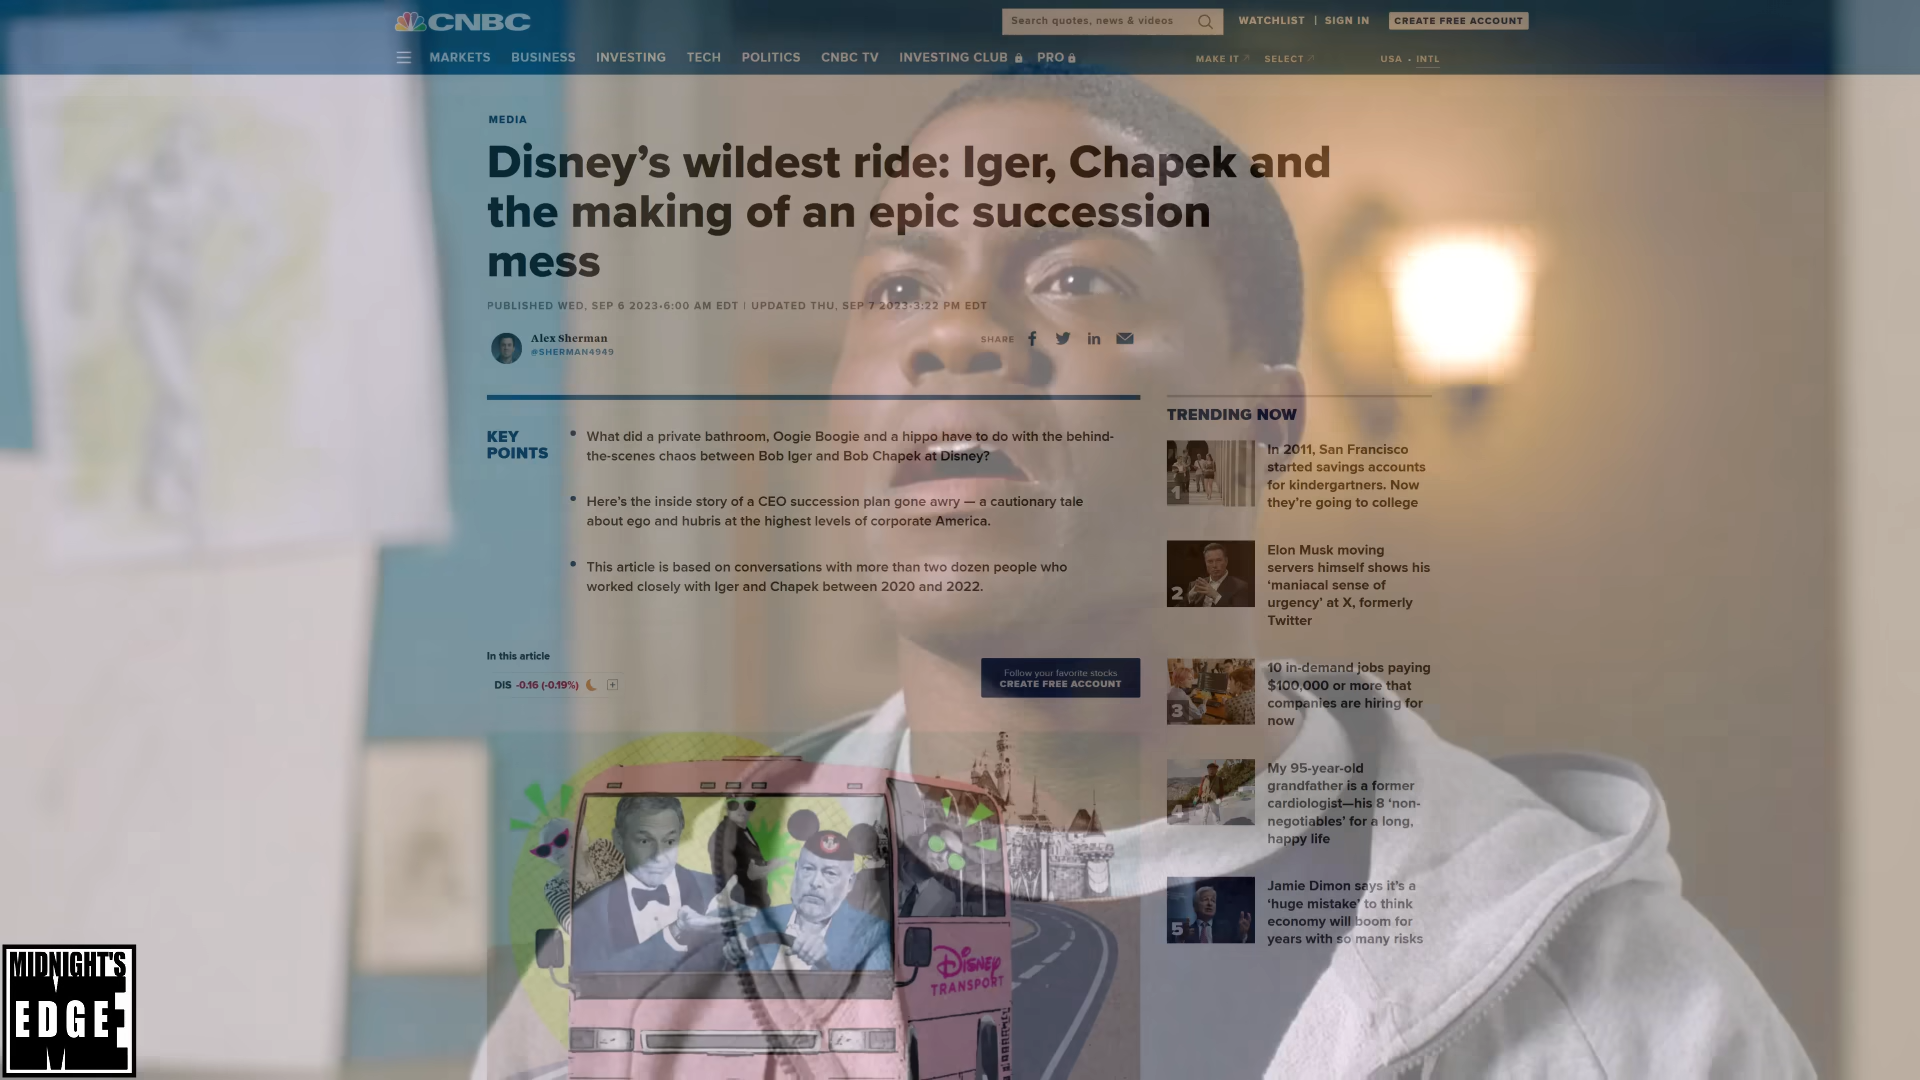 CNBC
Search quotes, news & videos
WATCHLIST | SIGN IN
CREATE FREE ACCOUNT
MARKETS BUSINESS INVESTING TECH POLITICS CNBC TV INVESTING CLUB PRO
MAKE IT SELECT
USA • INTL
MEDIA
Disney’s wildest ride: Iger, Chapek and
the making of an epic succession
mess
PUBLISHED WED, SEP 6 2023•6:00 AM EDT | UPDATED THU, SEP 7 2023•3:22 PM EDT
Alex Sherman
@SHERMAN4949
SHARE
KEY
POINTS
What did a private bathroom, Oogie Boogie and a hippo have to do with the behind-
the-scenes chaos between Bob Iger and Bob Chapek at Disney?
Here’s the inside story of a CEO succession plan gone awry — a cautionary tale
about ego and hubris at the highest levels of corporate America.
This article is based on conversations with more than two dozen people who
worked closely with Iger and Chapek between 2020 and 2022.
In this article
DIS -0.16 (-0.19%)
Follow your favorite stocks
CREATE FREE ACCOUNT
TRENDING NOW
1
In 2011, San Francisco
started savings accounts
for kindergartners. Now
they’re going to college
2
Elon Musk moving
servers himself shows his
‘maniacal sense of
urgency’ at X, formerly
Twitter
3
10 in-demand jobs paying
$100,000 or more that
companies are hiring for
now
4
My 95-year-old
grandfather is a former
cardiologist—his 8 ‘non-
negotiables’ for a long,
happy life
5
Jamie Dimon says it’s a
‘huge mistake’ to think
economy will boom for
years with so many risks
Disney
TRANSPORT
MIDNIGHT'S
EDGE